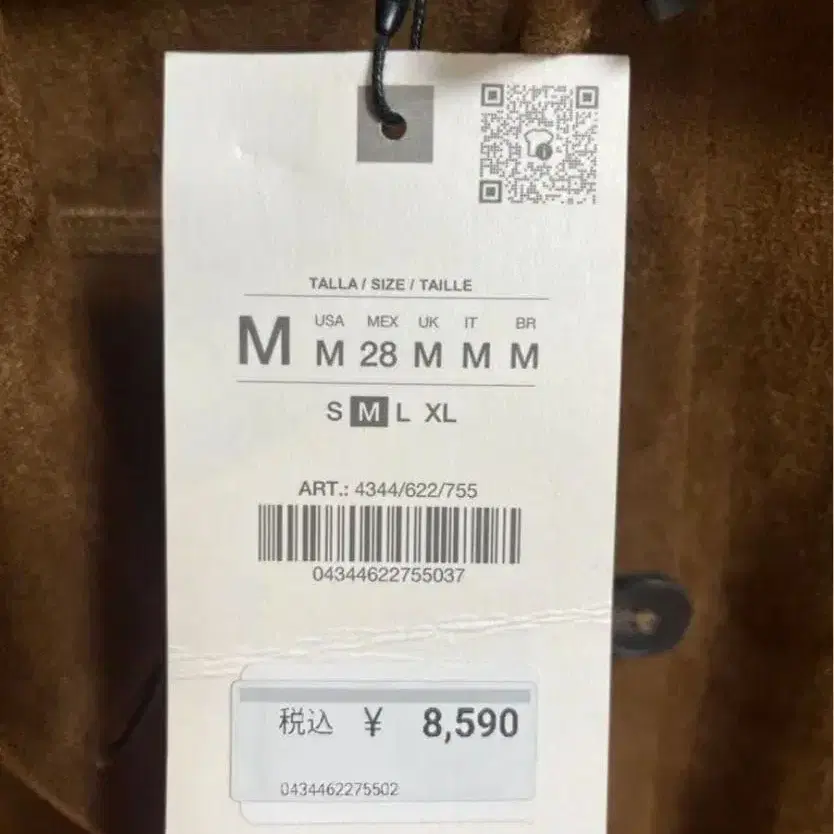 TALLA / SIZE / TAILLE
USA MEX UK IT BR
M M 28 M M M
S M L XL
ART.: 4344/622/755
04344622755037
税込 ¥ 8,590
0434462275502